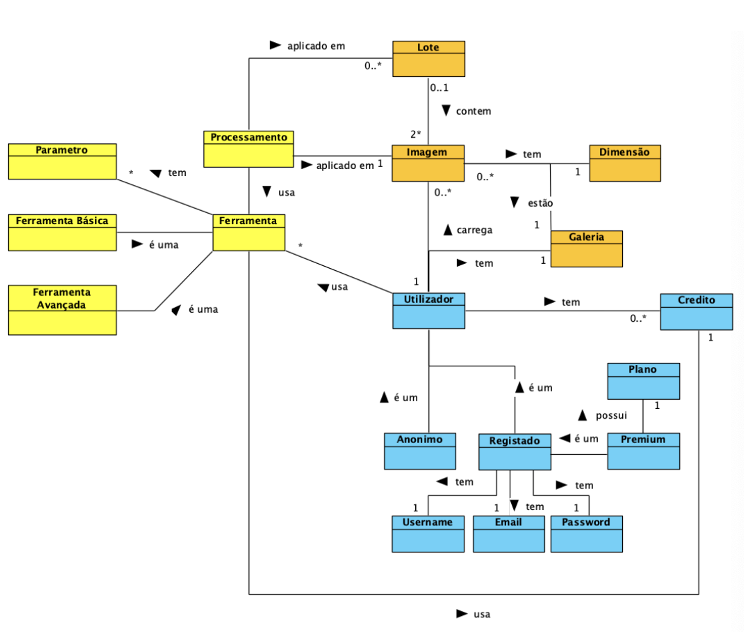 aplicado em
Lote
0..*
0..1
contem
2*
Processamento
aplicado em
1
Imagem
tem
Dimensão
0..*
1
Parametro
*
tem
usa
0..*
estão
1
Ferramenta Básica
Ferramenta
é uma
*
carrega
Galeria
tem
1
1
Ferramenta
Avançada
é uma
usa
Utilizador
tem
0..*
Credito
1
Plano
1
é um
é um
possui
Anonimo
Registado
é um
Premium
tem
tem
tem
1
1
1
Username
Email
Password
usa